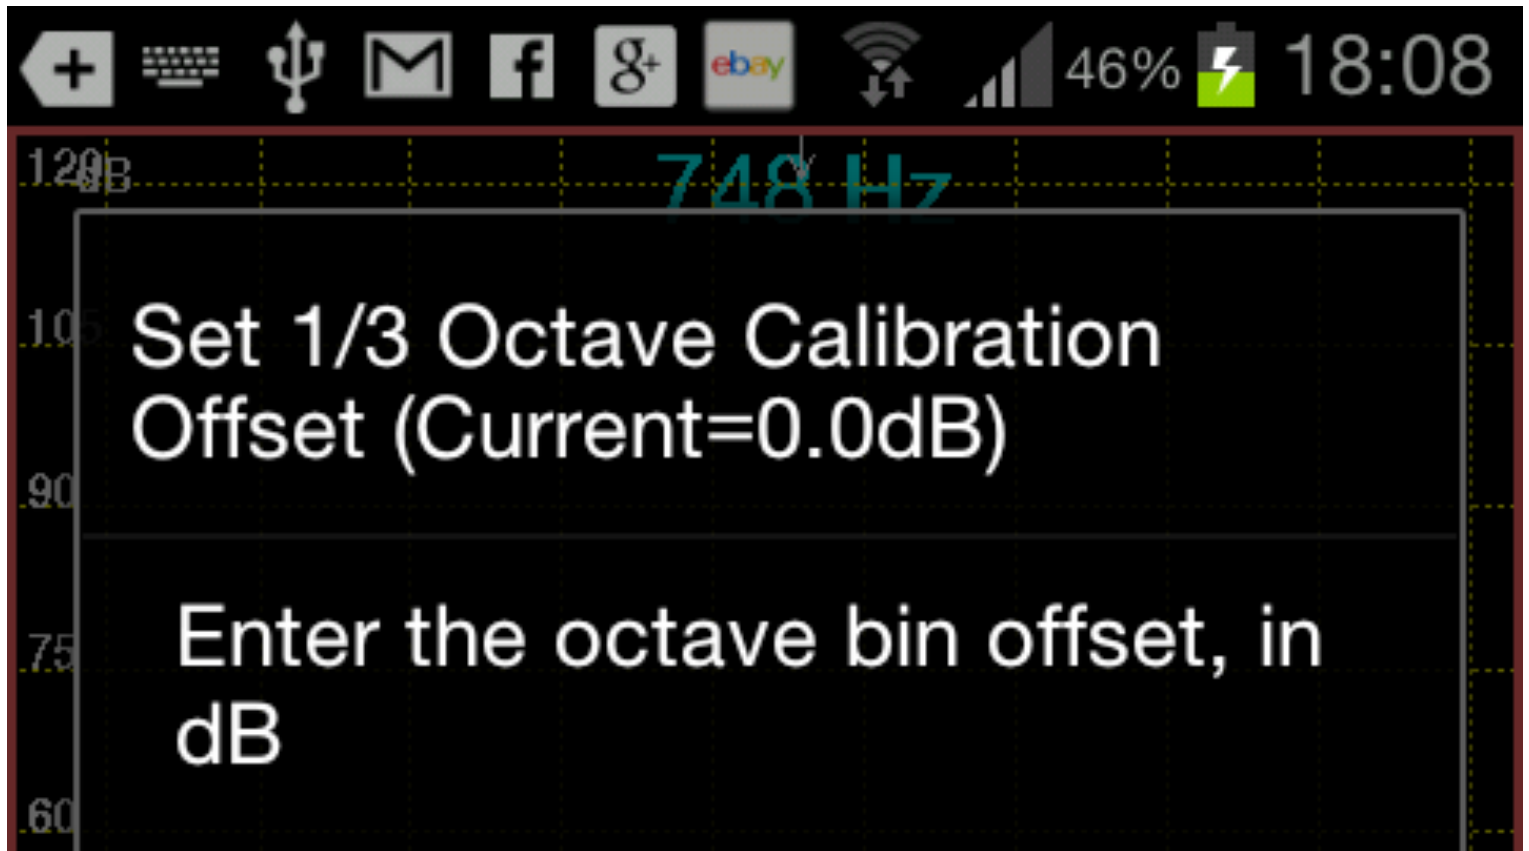 ebay 46% 18:08
120 dB 748 Hz
105
Set 1/3 Octave Calibration
Offset (Current=0.0dB)
90
Enter the octave bin offset, in
75
dB
60